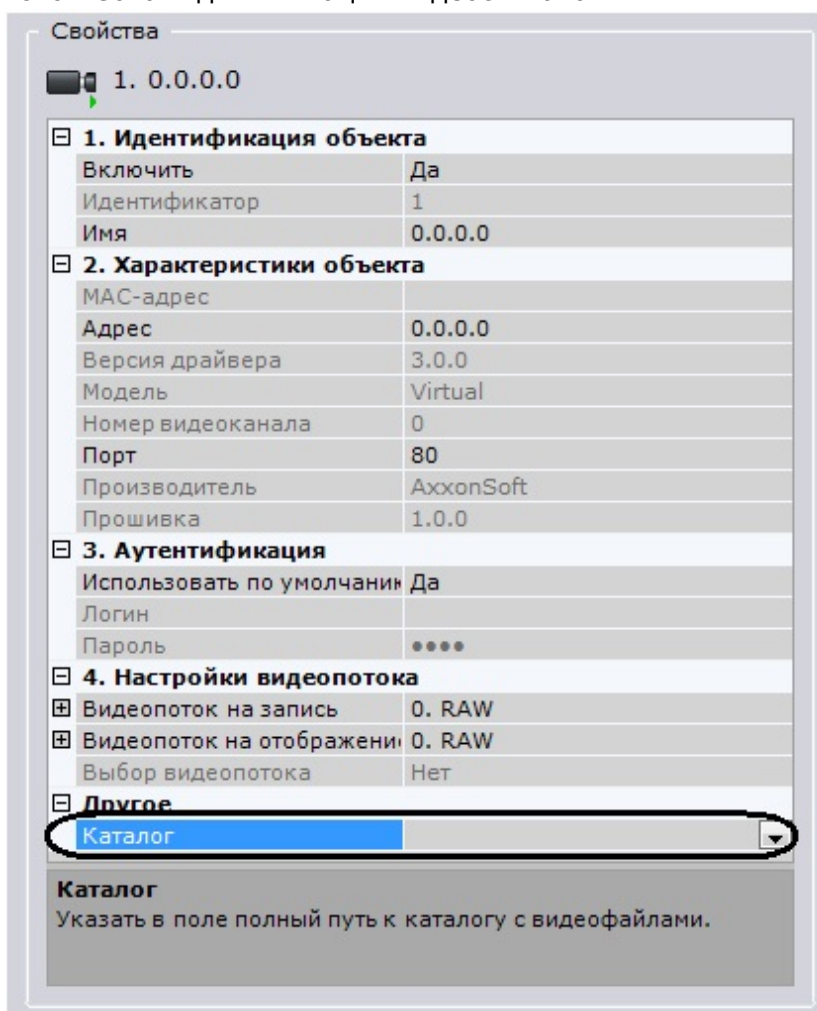 Свойства
1. 0.0.0.0
1. Идентификация объекта
Включить Да
Идентификатор 1
Имя 0.0.0.0
2. Характеристики объекта
MAC-адрес
Адрес 0.0.0.0
Версия драйвера 3.0.0
Модель Virtual
Номер видеоканала 0
Порт 80
Производитель AxxonSoft
Прошивка 1.0.0
3. Аутентификация
Использовать по умолчани Да
Логин
Пароль ••••
4. Настройки видеопотока
Видеопоток на запись 0. RAW
Видеопоток на отображени 0. RAW
Выбор видеопотока Нет
Другое
Каталог
Каталог
Указать в поле полный путь к каталогу с видеофайлами.